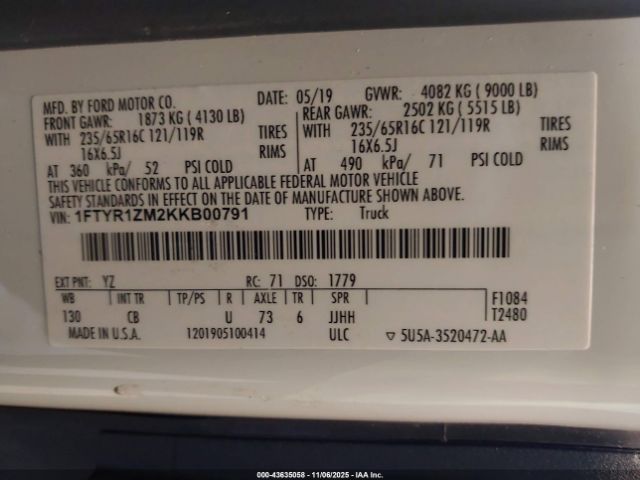 MFD. BY FORD MOTOR CO.
DATE: 05/19 GVWR: 4082 KG ( 9000 LB)
FRONT GAWR: 1873 KG ( 4130 LB)
REAR GAWR: 2502 KG ( 5515 LB)
WITH 235/65R16C 121/119R TIRES
WITH 235/65R16C 121/119R TIRES
16X6.5J RIMS
16X6.5J RIMS
AT 360 kPa/ 52 PSI COLD
AT 490 kPa/ 71 PSI COLD
THIS VEHICLE CONFORMS TO ALL APPLICABLE FEDERAL MOTOR VEHICLE
SAFETY STANDARDS IN EFFECT ON THE DATE OF MANUFACTURE SHOWN ABOVE.
VIN: 1FTYR1ZM2KKB00791 TYPE: Truck
EXT PNT: YZ RC: 71 DSO: 1779
WB INT TR TP/PS R AXLE TR SPR F1084
130 CB U 73 6 JJHH T2480
MADE IN U.S.A. 1201905100414 ULC ▽ 5U5A-3520472-AA
000-43635058 - 11/06/2025 - IAA Inc.